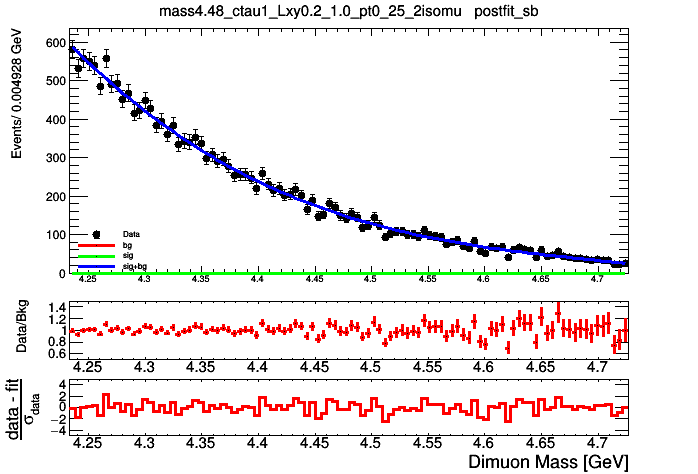 mass4.48_ctau1_Lxy0.2_1.0_pt0_25_2isomu postfit_sb
Events/ 0.004928 GeV
600
500
400
300
200
100
0
Data
bg
sig
sig+bg
4.25 4.3 4.35 4.4 4.45 4.5 4.55 4.6 4.65 4.7
Data/Bkg
1.4
1.2
1
0.8
0.6
4.25 4.3 4.35 4.4 4.45 4.5 4.55 4.6 4.65 4.7
data - fit
σdata
4
2
0
−2
−4
4.25 4.3 4.35 4.4 4.45 4.5 4.55 4.6 4.65 4.7
Dimuon Mass [GeV]